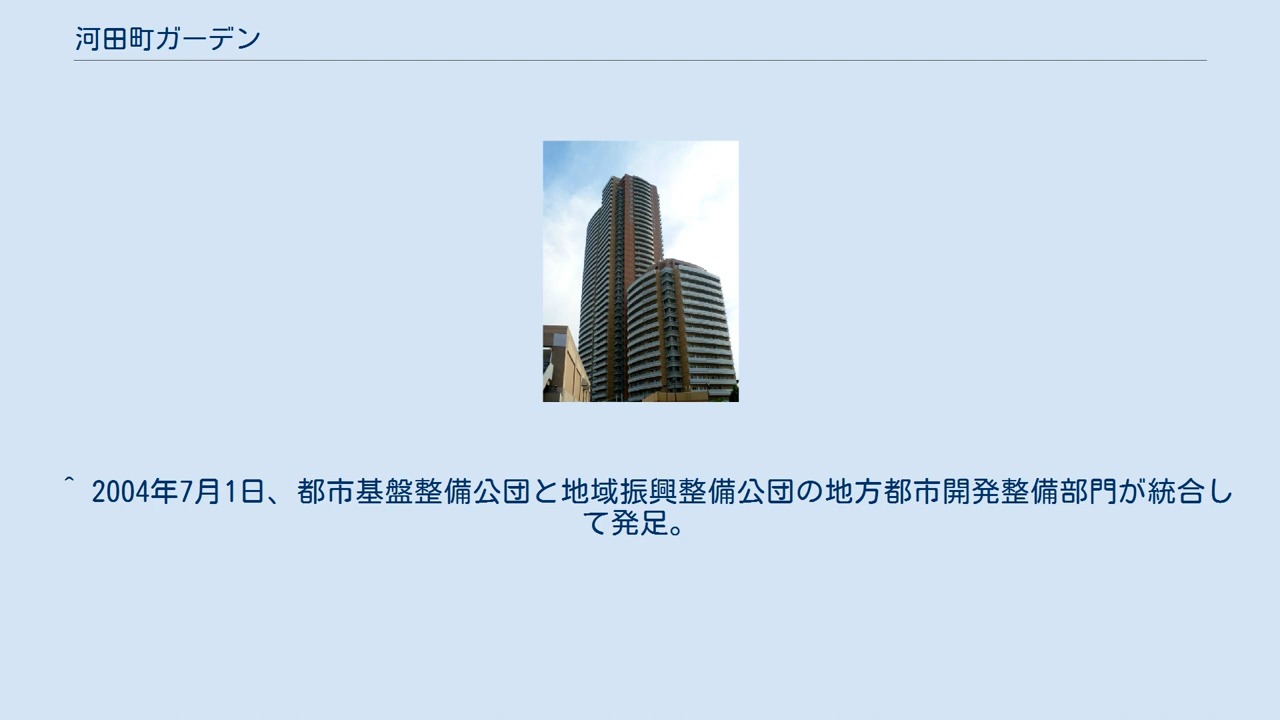 河田町ガーデン
^ 2004年7月1日、都市基盤整備公団と地域振興整備公団の地方都市開発整備部門が統合し
て発足。